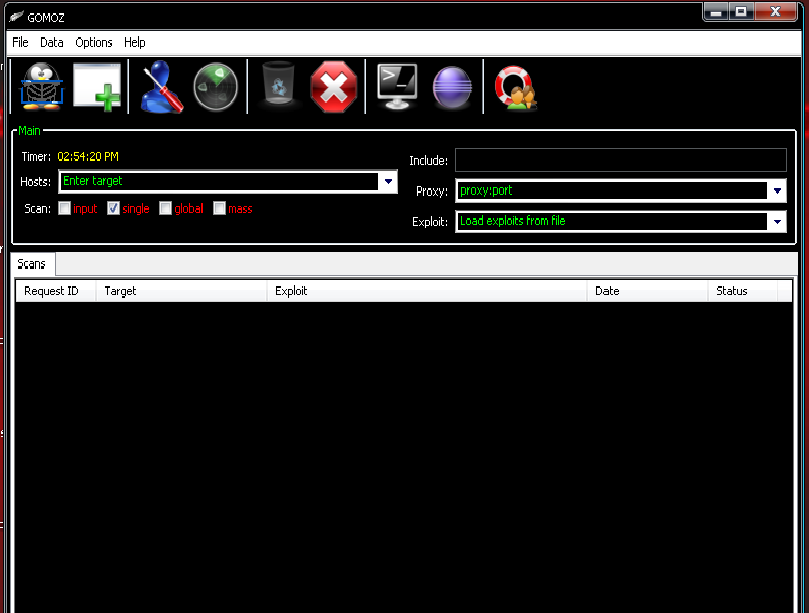 GOMOZ
File Data Options Help
Main
Timer: 02:54:20 PM
Include:
Hosts: Enter target
Proxy: proxy:port
Scan: input single global mass
Exploit: Load exploits from file
Scans
Request ID Target Exploit Date Status